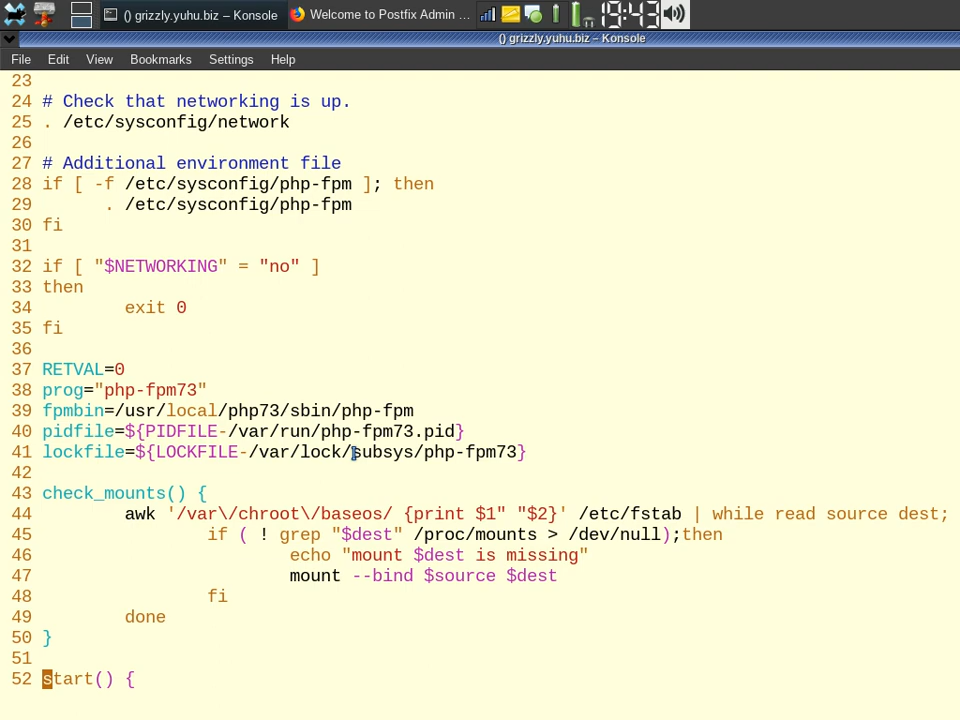 () grizzly.yuhu.biz – Konsole
Welcome to Postfix Admin ...
19:43
() grizzly.yuhu.biz – Konsole
File Edit View Bookmarks Settings Help
23
24 # Check that networking is up.
25 . /etc/sysconfig/network
26
27 # Additional environment file
28 if [ -f /etc/sysconfig/php-fpm ]; then
29       . /etc/sysconfig/php-fpm
30 fi
31
32 if [ "$NETWORKING" = "no" ]
33 then
34         exit 0
35 fi
36
37 RETVAL=0
38 prog="php-fpm73"
39 fpmbin=/usr/local/php73/sbin/php-fpm
40 pidfile=${PIDFILE-/var/run/php-fpm73.pid}
41 lockfile=${LOCKFILE-/var/lock/subsys/php-fpm73}
42
43 check_mounts() {
44         awk '/var\/chroot\/baseos/ {print $1" "$2}' /etc/fstab | while read source dest;
45                 if ( ! grep "$dest" /proc/mounts > /dev/null);then
46                         echo "mount $dest is missing"
47                         mount --bind $source $dest
48                 fi
49         done
50 }
51
52 start() {